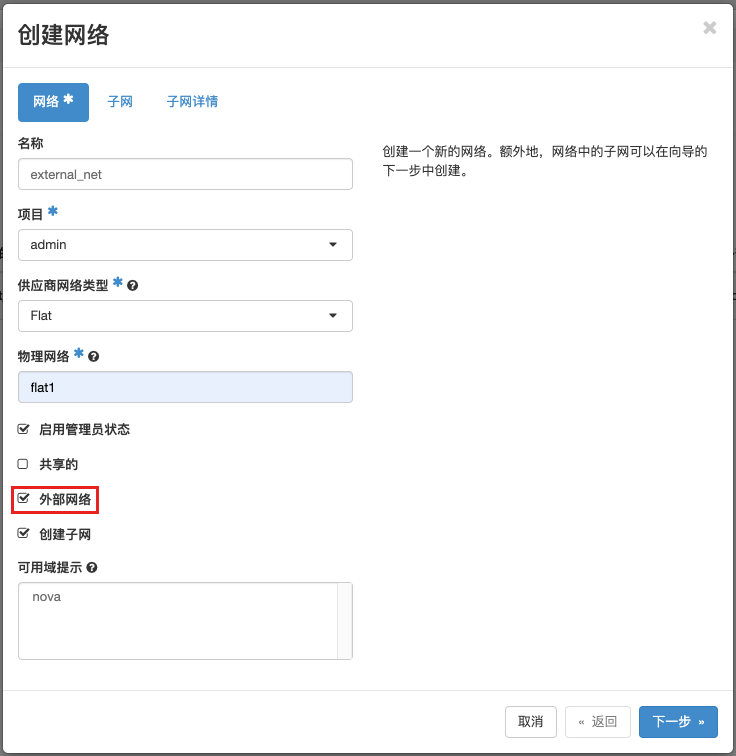 创建网络
×
网络 * 子网 子网详情
名称
external_net
创建一个新的网络。额外地，网络中的子网可以在向导的
下一步中创建。
项目 *
admin
供应商网络类型 * ?
Flat
物理网络 * ?
flat1
启用管理员状态
共享的
外部网络
创建子网
可用域提示 ?
nova
取消 « 返回 下一步 »